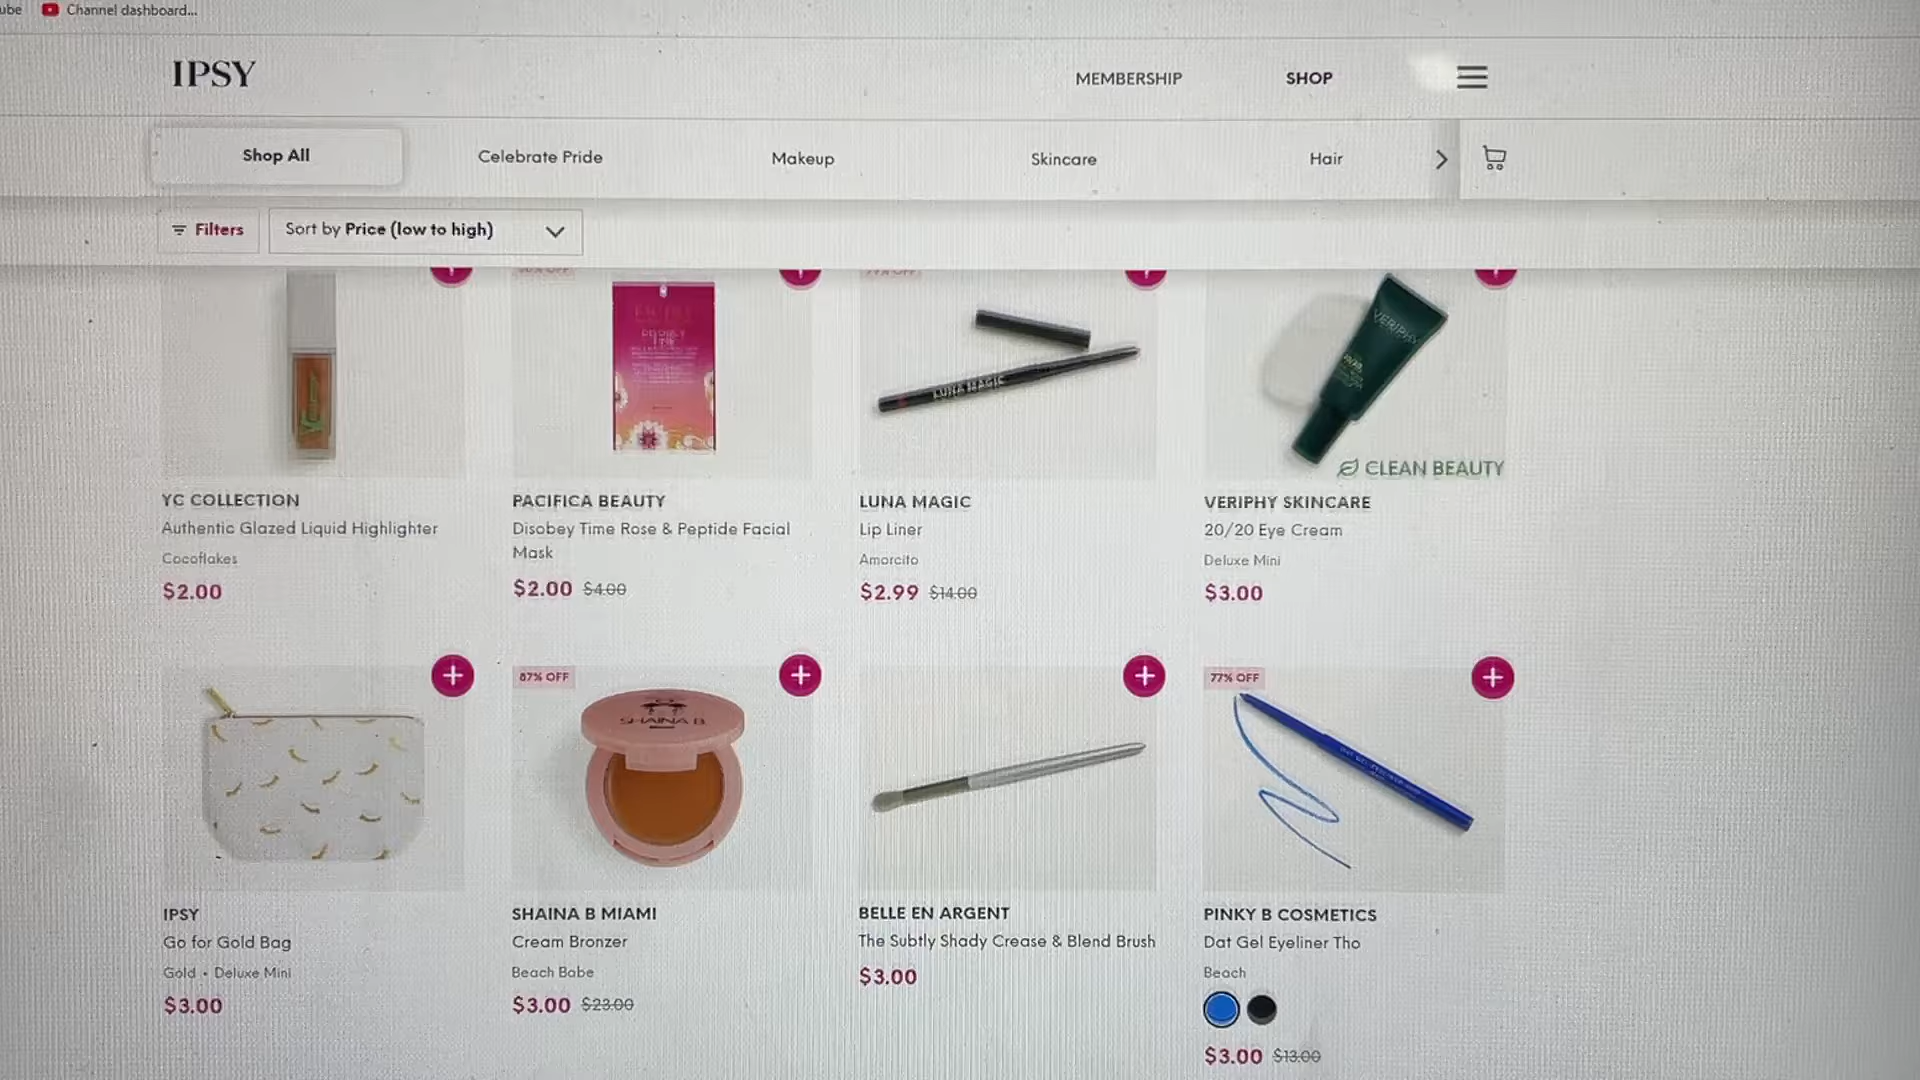 ube Channel dashboard...
IPSY MEMBERSHIP SHOP
Shop All Celebrate Pride Makeup Skincare Hair
Filters Sort by Price (low to high)
LUNA MAGIC
VERIPHY
CLEAN BEAUTY
YC COLLECTION
Authentic Glazed Liquid Highlighter
Cocoflakes
$2.00
PACIFICA BEAUTY
Disobey Time Rose & Peptide Facial
Mask
$2.00 $4.00
LUNA MAGIC
Lip Liner
Amorcito
$2.99 $14.00
VERIPHY SKINCARE
20/20 Eye Cream
Deluxe Mini
$3.00
87% OFF
SHAINA B
77% OFF
IPSY
Go for Gold Bag
Gold • Deluxe Mini
$3.00
SHAINA B MIAMI
Cream Bronzer
Beach Babe
$3.00 $23.00
BELLE EN ARGENT
The Subtly Shady Crease & Blend Brush
$3.00
PINKY B COSMETICS
Dat Gel Eyeliner Tho
Beach
$3.00 $13.00